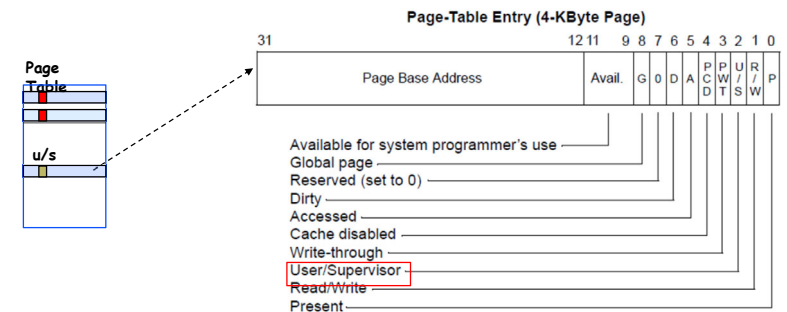 Page-Table Entry (4-KByte Page)
31 12 11 9 8 7 6 5 4 3 2 1 0
Page Base Address Avail. G 0 D A PCD PWT U/S R/W P
Page
Table
u/s
Available for system programmer's use
Global page
Reserved (set to 0)
Dirty
Accessed
Cache disabled
Write-through
User/Supervisor
Read/Write
Present